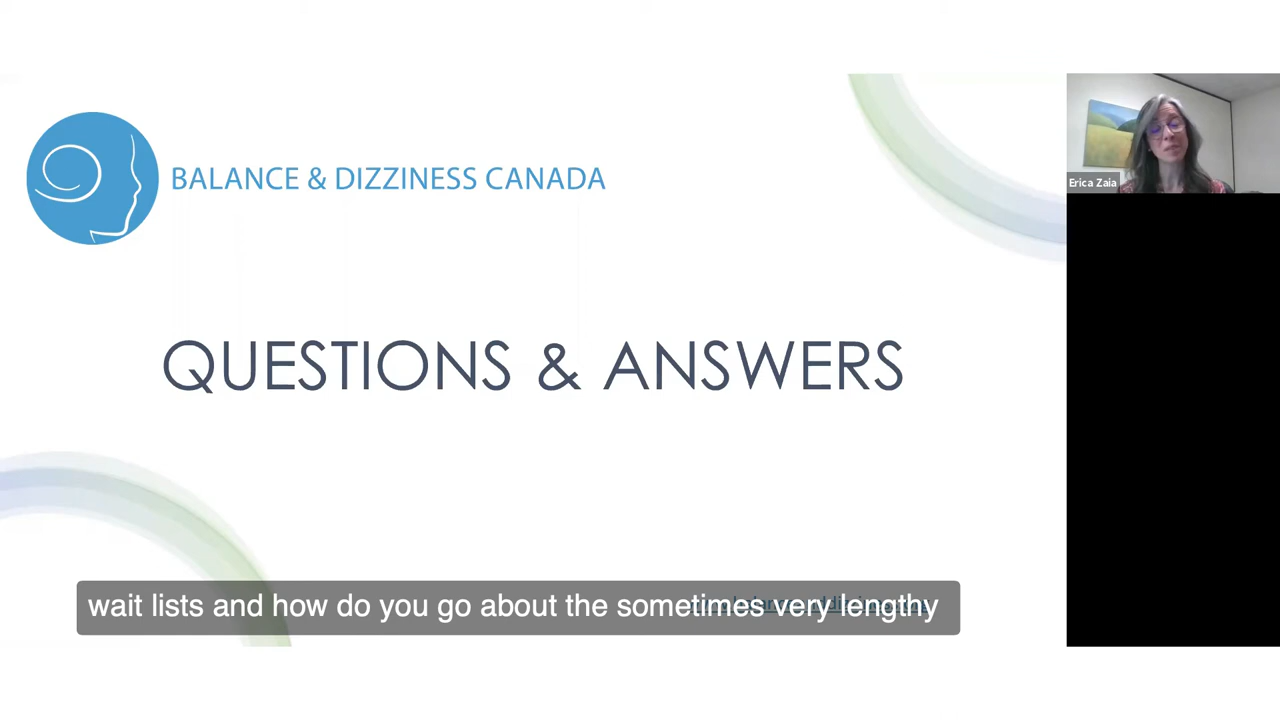 BALANCE & DIZZINESS CANADA
Erica Zaia
QUESTIONS & ANSWERS
wait lists and how do you go about the sometimes very lengthy